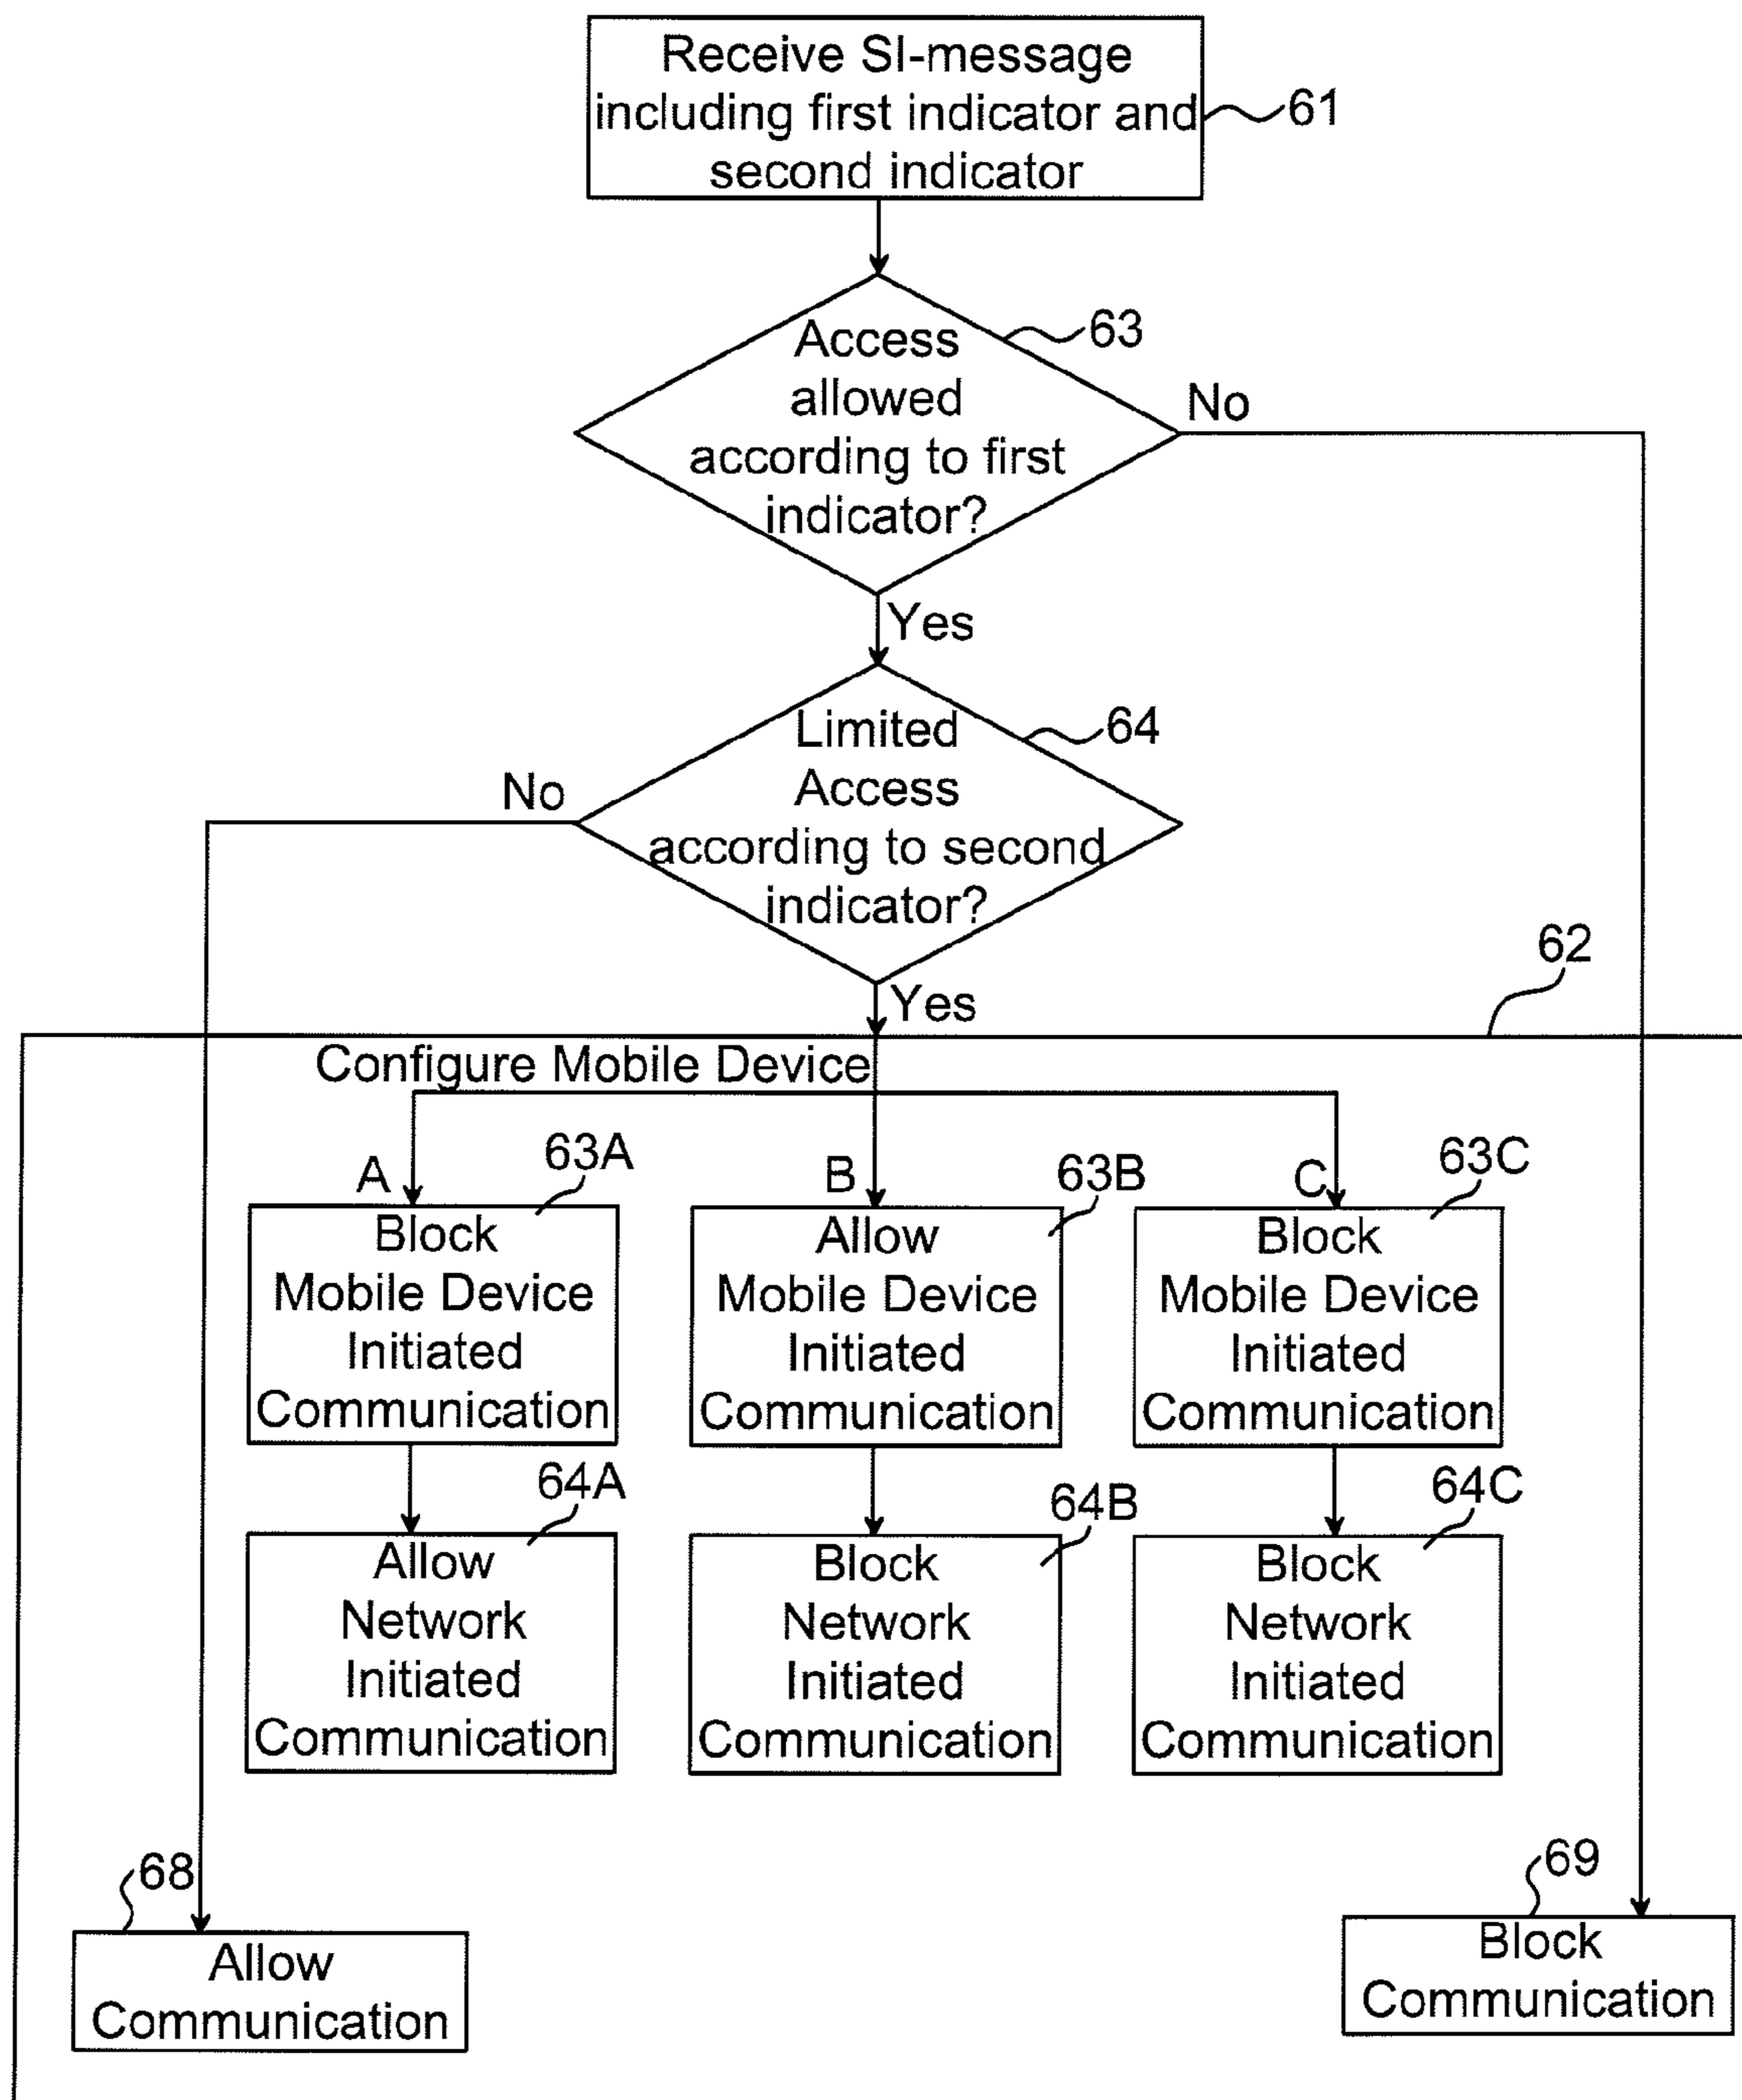 Receive SI-message
including first indicator and
second indicator
61
Access
allowed
according to first
indicator?
63
No
Yes
Limited
Access
according to second
indicator?
64
No
Yes
62
Configure Mobile Device
A
63A
Block
Mobile Device
Initiated
Communication
B
63B
Allow
Mobile Device
Initiated
Communication
C
63C
Block
Mobile Device
Initiated
Communication
64A
Allow
Network
Initiated
Communication
64B
Block
Network
Initiated
Communication
64C
Block
Network
Initiated
Communication
68
Allow
Communication
69
Block
Communication